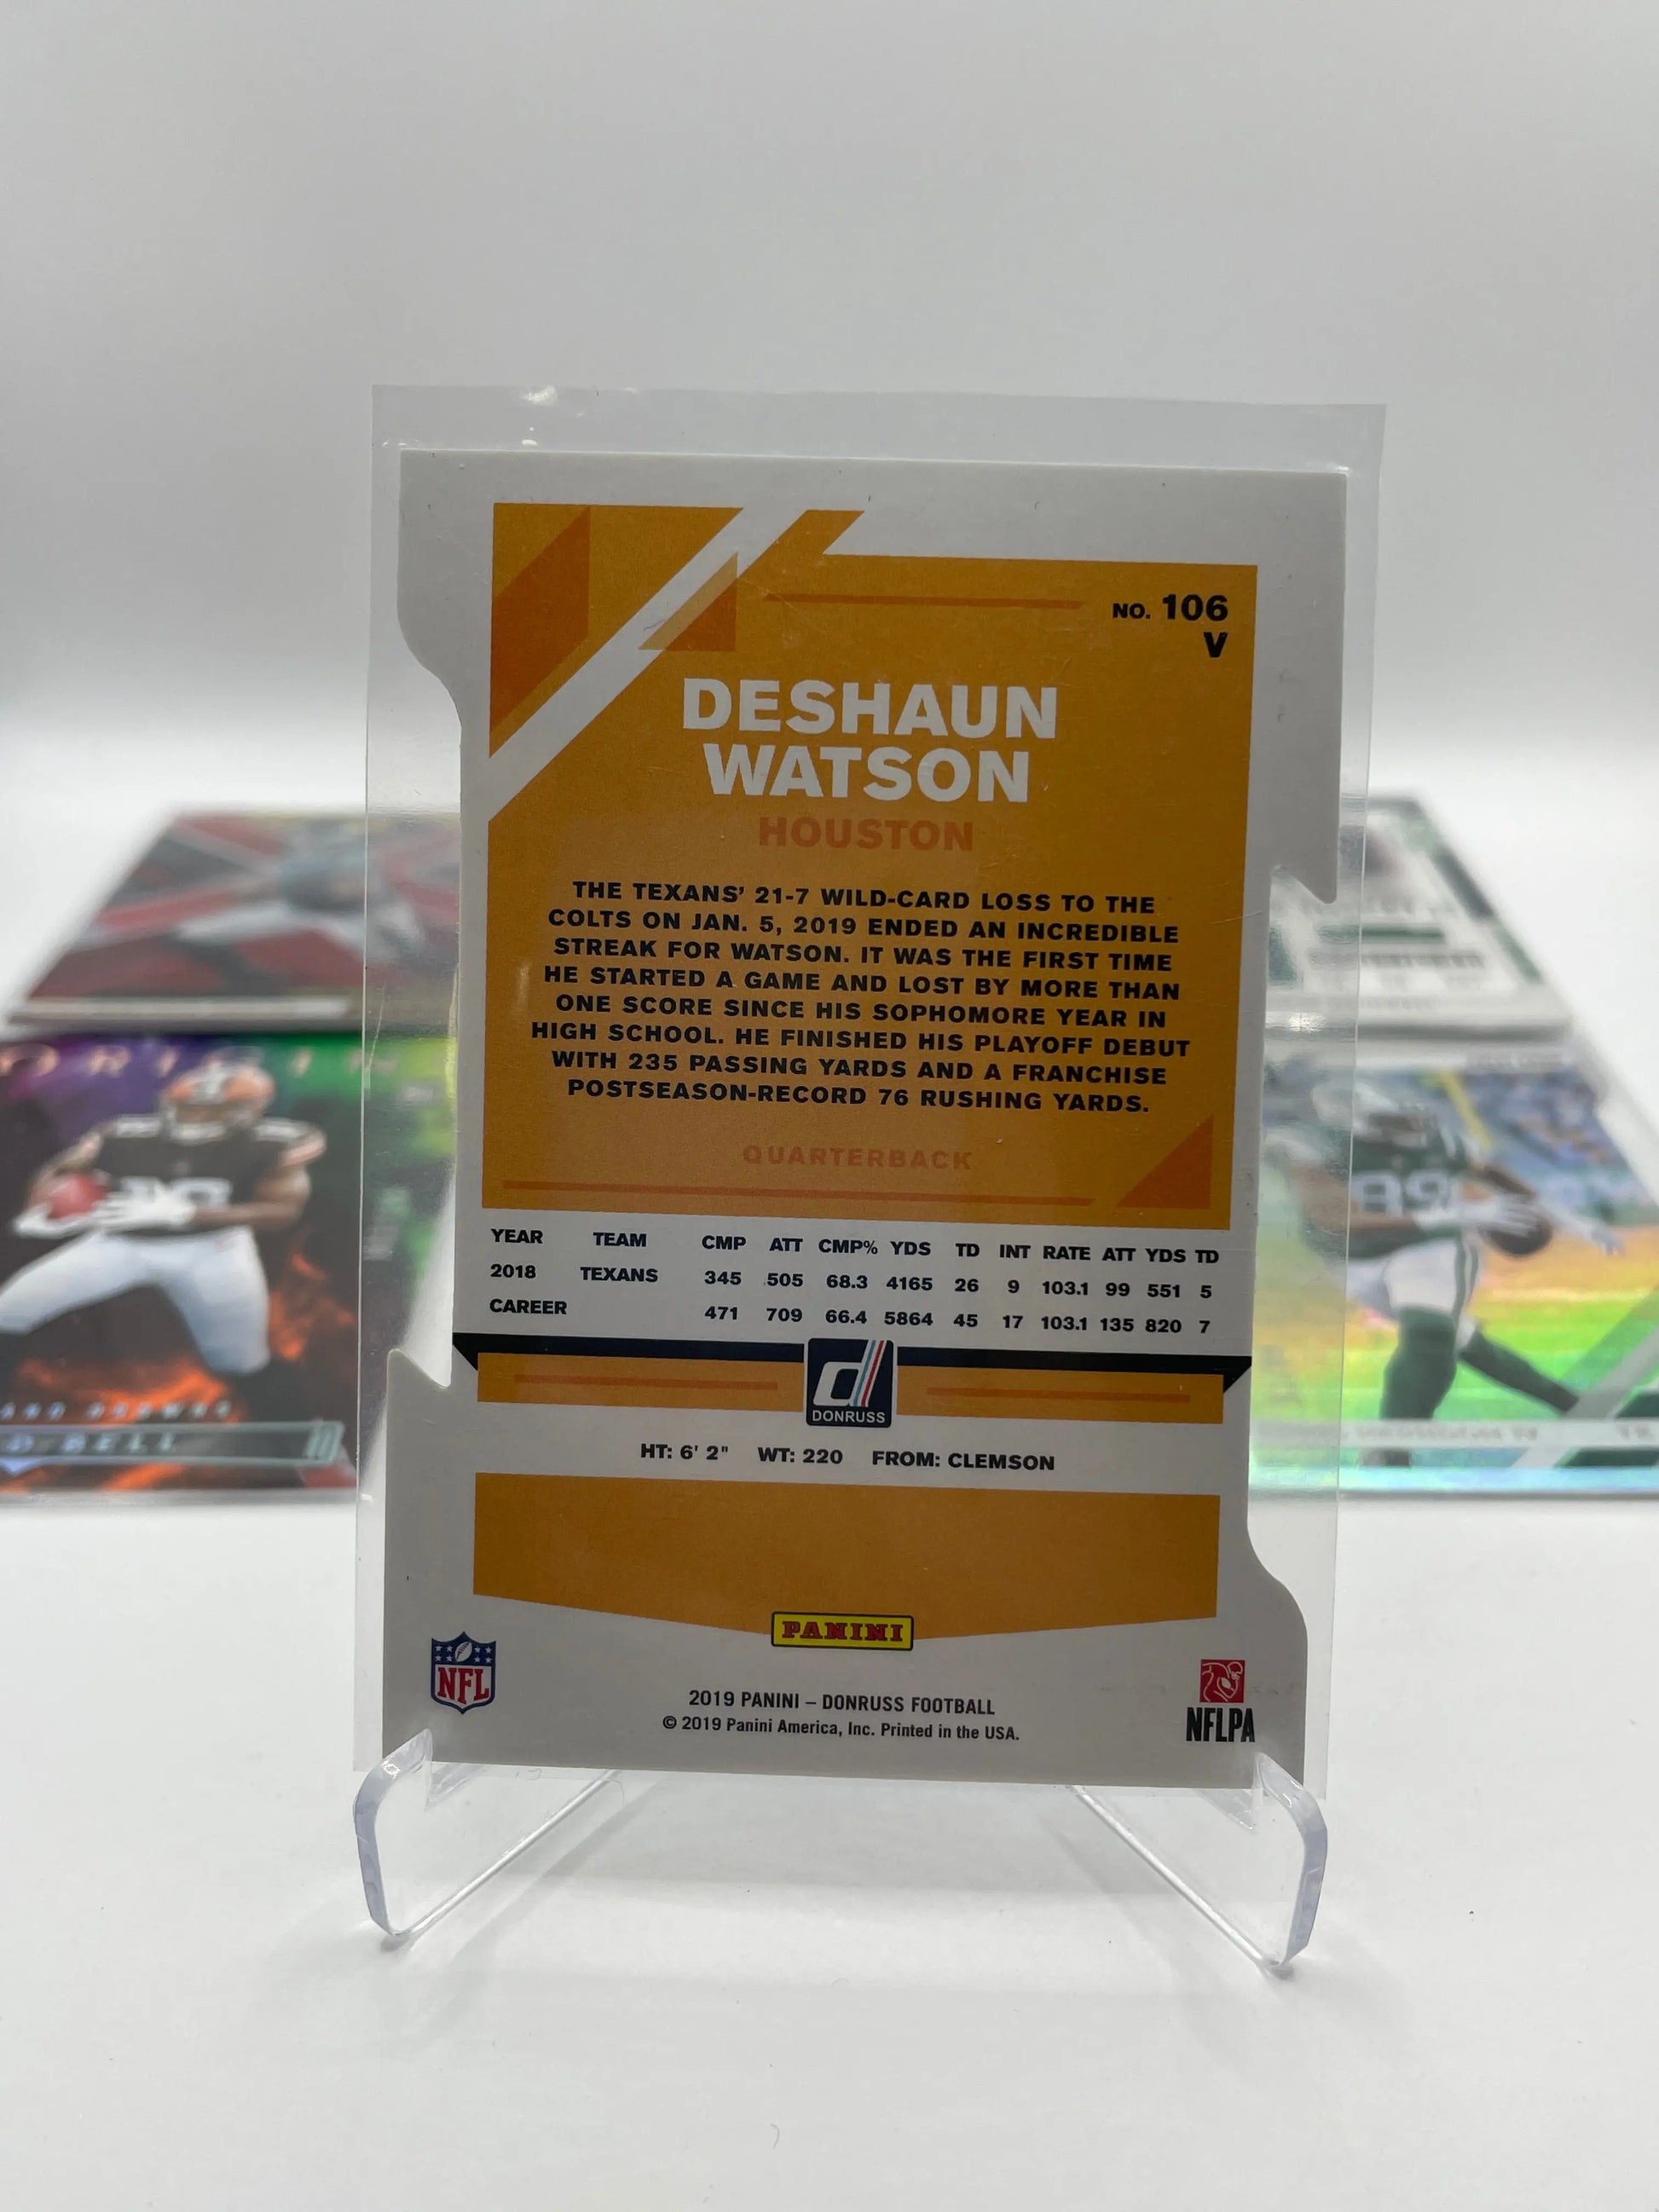 NO. 106
V
DESHAUN
WATSON
HOUSTON
THE TEXANS' 21-7 WILD-CARD LOSS TO THE
COLTS ON JAN. 5, 2019 ENDED AN INCREDIBLE
STREAK FOR WATSON. IT WAS THE FIRST TIME
HE STARTED A GAME AND LOST BY MORE THAN
ONE SCORE SINCE HIS SOPHOMORE YEAR IN
HIGH SCHOOL. HE FINISHED HIS PLAYOFF DEBUT
WITH 235 PASSING YARDS AND A FRANCHISE
POSTSEASON-RECORD 76 RUSHING YARDS.
QUARTERBACK
YEAR TEAM CMP ATT CMP% YDS TD INT RATE ATT YDS TD
2018 TEXANS 345 505 68.3 4165 26 9 103.1 99 551 5
CAREER 471 709 66.4 5864 45 17 103.1 135 820 7
d
DONRUSS
HT: 6' 2" WT: 220 FROM: CLEMSON
PANINI
NFL
NFLPA
2019 PANINI – DONRUSS FOOTBALL
© 2019 Panini America, Inc. Printed in the USA.
BELL
89